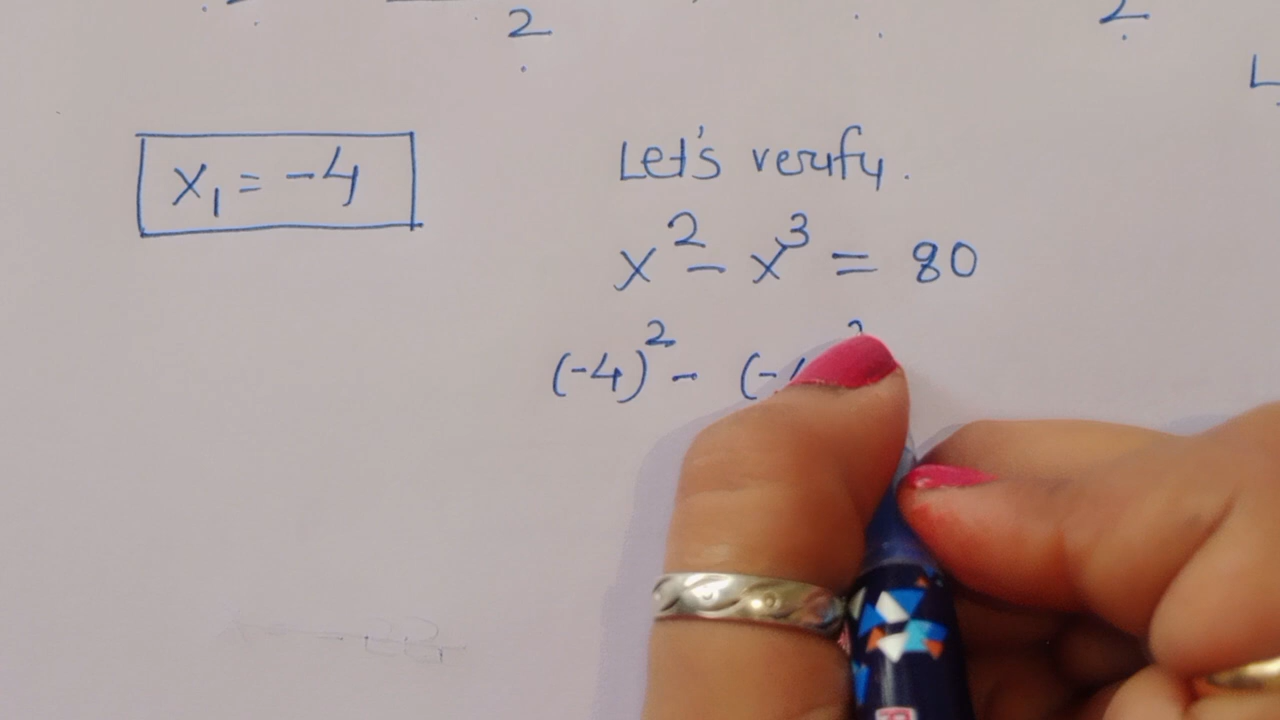 2 2
x₁ = -4
Let's verify.
x² - x³ = 80
(-4)² - (-